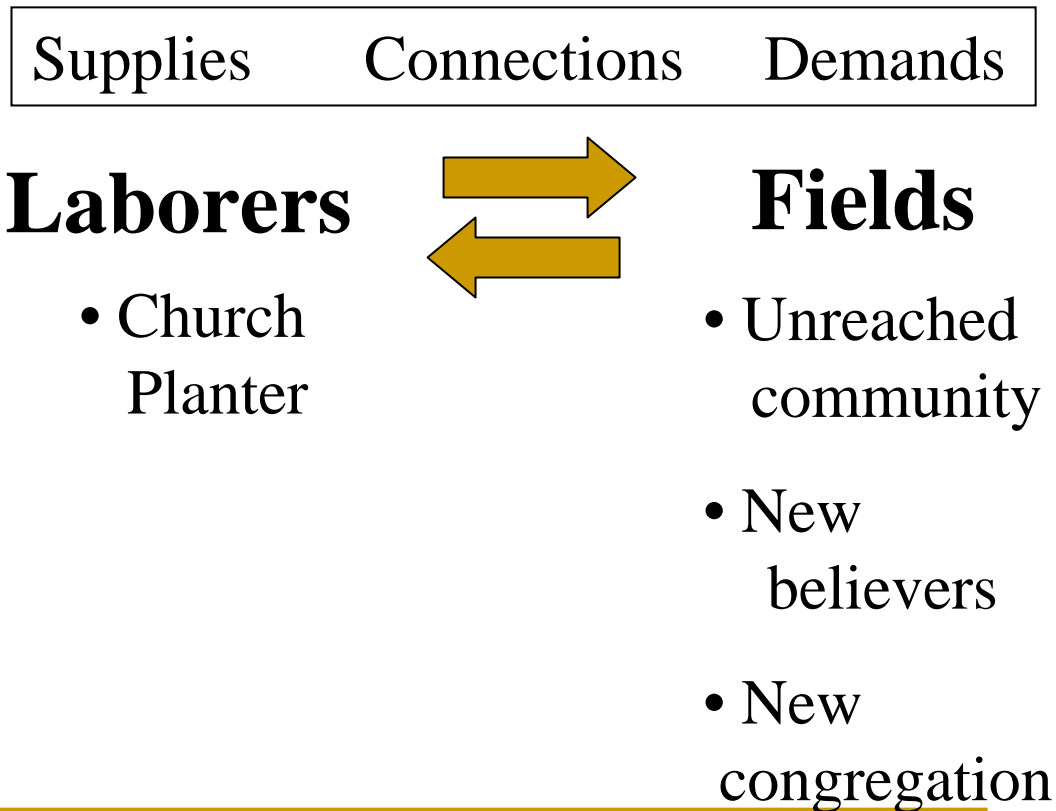 Supplies Connections Demands
Laborers
• Church
Planter
Fields
• Unreached
community
• New
believers
• New
congregation